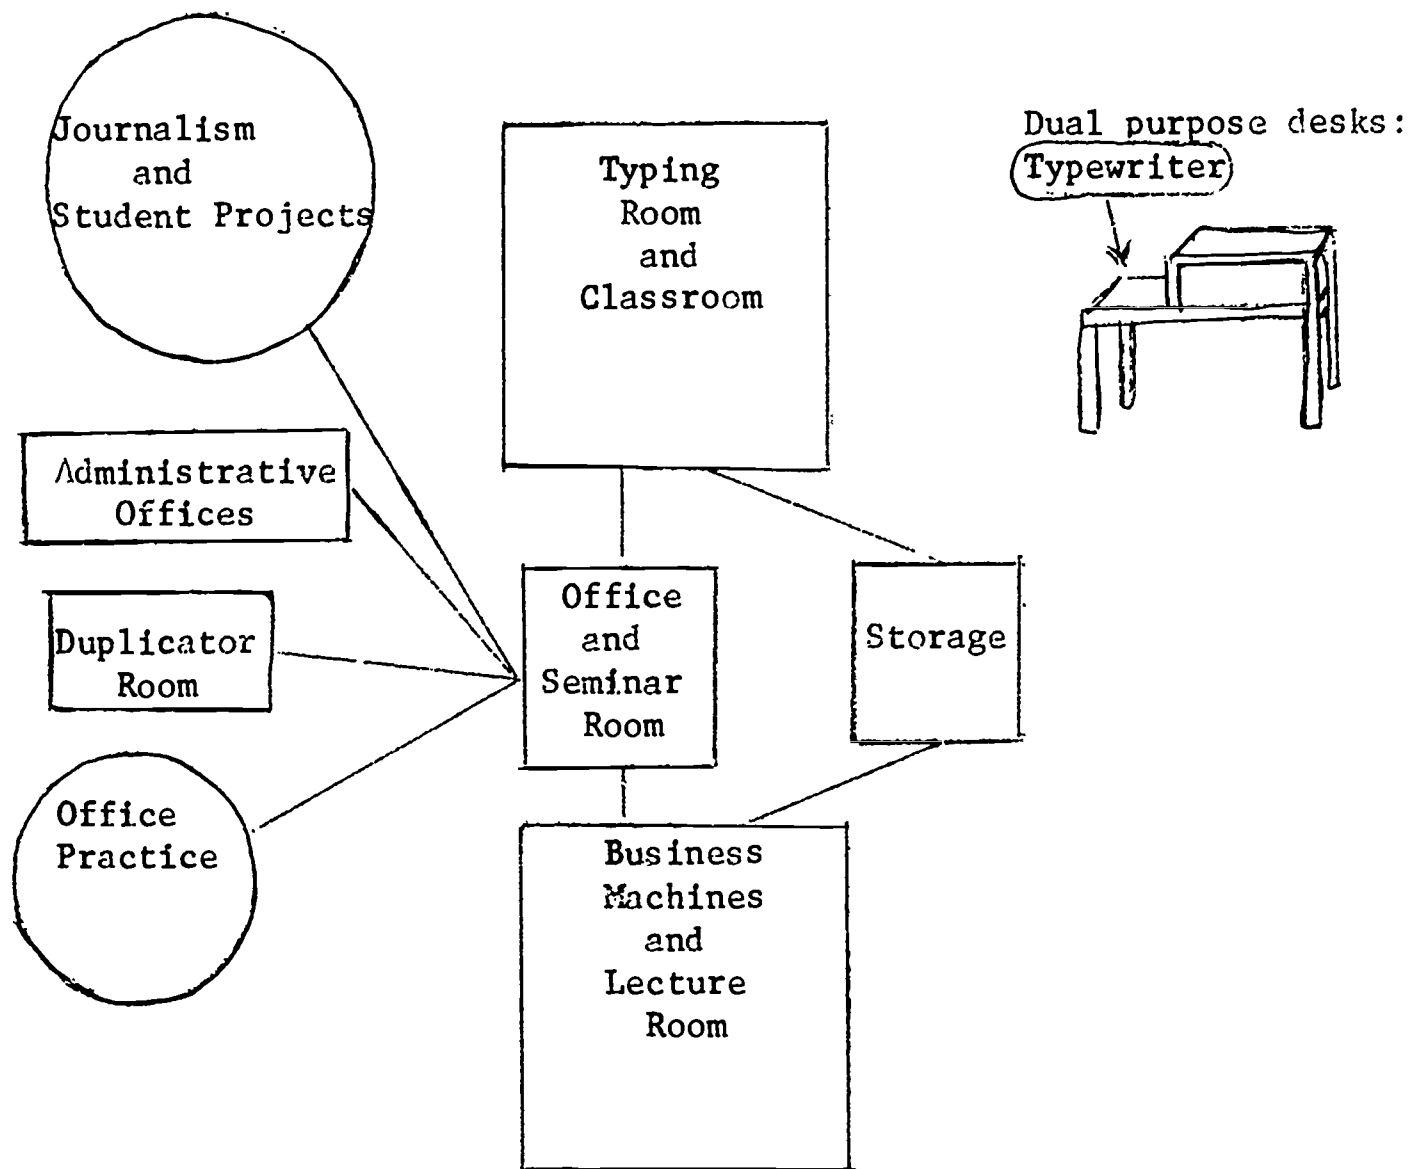 Journalism
and
Student Projects
Typing
Room
and
Classroom
Dual purpose desks:
Typewriter
Administrative
Offices
Duplicator
Room
Office
and
Seminar
Room
Storage
Office
Practice
Business
Machines
and
Lecture
Room